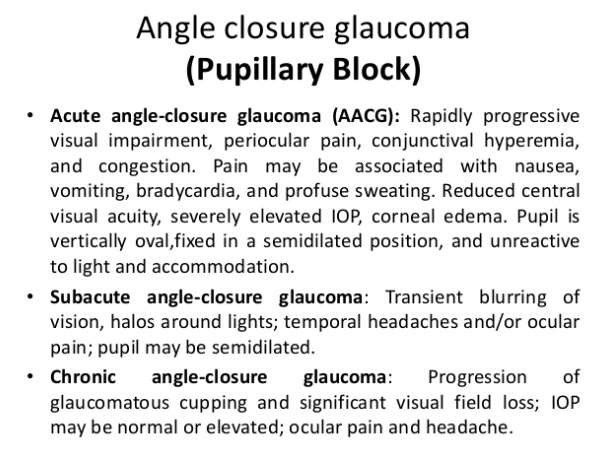 Angle closure glaucoma
(Pupillary Block)
• Acute angle-closure glaucoma (AACG): Rapidly progressive
visual impairment, periocular pain, conjunctival hyperemia,
and congestion. Pain may be associated with nausea,
vomiting, bradycardia, and profuse sweating. Reduced central
visual acuity, severely elevated IOP, corneal edema. Pupil is
vertically oval,fixed in a semidilated position, and unreactive
to light and accommodation.
• Subacute angle-closure glaucoma: Transient blurring of
vision, halos around lights; temporal headaches and/or ocular
pain; pupil may be semidilated.
• Chronic angle-closure glaucoma: Progression of
glaucomatous cupping and significant visual field loss; IOP
may be normal or elevated; ocular pain and headache.